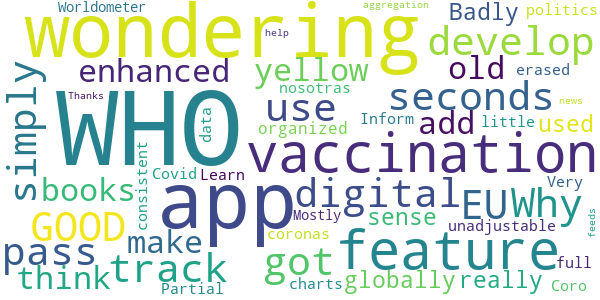 Worldometer aggregation
wondering Badly politics
help develop
enhanced yellow old erased
Thanks nosotras seconds
simply WHO data use Inform add little used
organized
consistent vaccination
Covid Learn
books app digital EU Why
GOOD Mostly sense unadjustable feeds
coronas news
pass make got feature Very
think track charts globally really full
Partial Coro